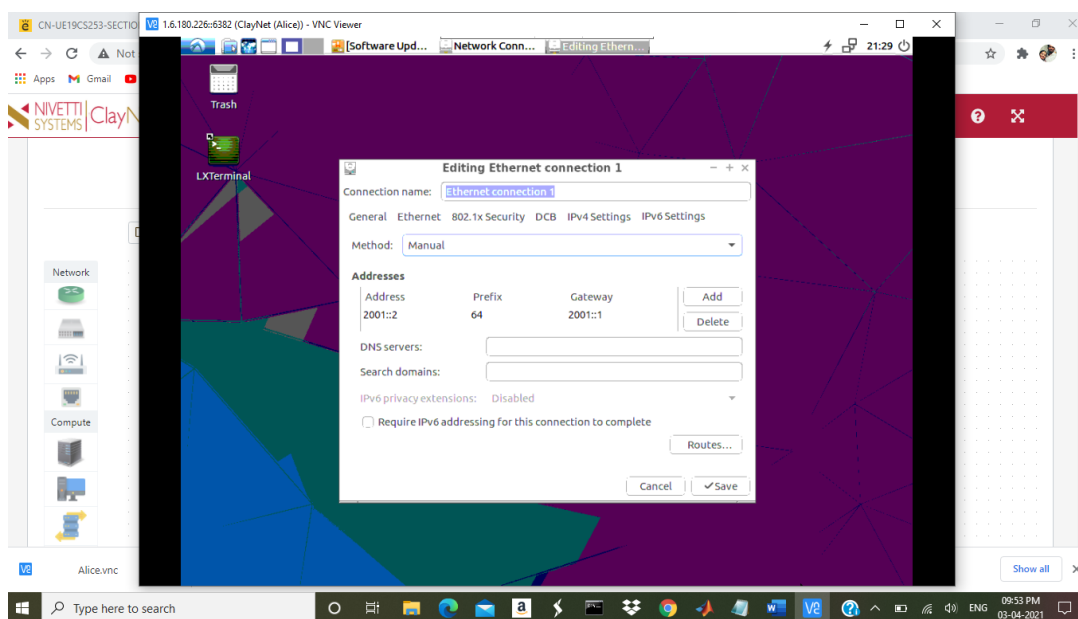 CN-UE19CS253-SECTIO
1.6.180.226::6382 (ClayNet (Alice)) - VNC Viewer
Not
[Software Upd...
Network Conn...
Editing Ethern...
21:29
Apps
Gmail
NIVETTI
SYSTEMS
ClayN
Trash
LXTerminal
Editing Ethernet connection 1
Connection name:
Ethernet connection 1
General Ethernet 802.1x Security DCB IPv4 Settings IPv6 Settings
Method: Manual
Addresses
Address Prefix Gateway
2001::2 64 2001::1
Add
Delete
DNS servers:
Search domains:
IPv6 privacy extensions: Disabled
Require IPv6 addressing for this connection to complete
Routes...
Cancel
Save
Network
Compute
Alice.vnc
Show all
Type here to search
ENG
09:53 PM
03-04-2021